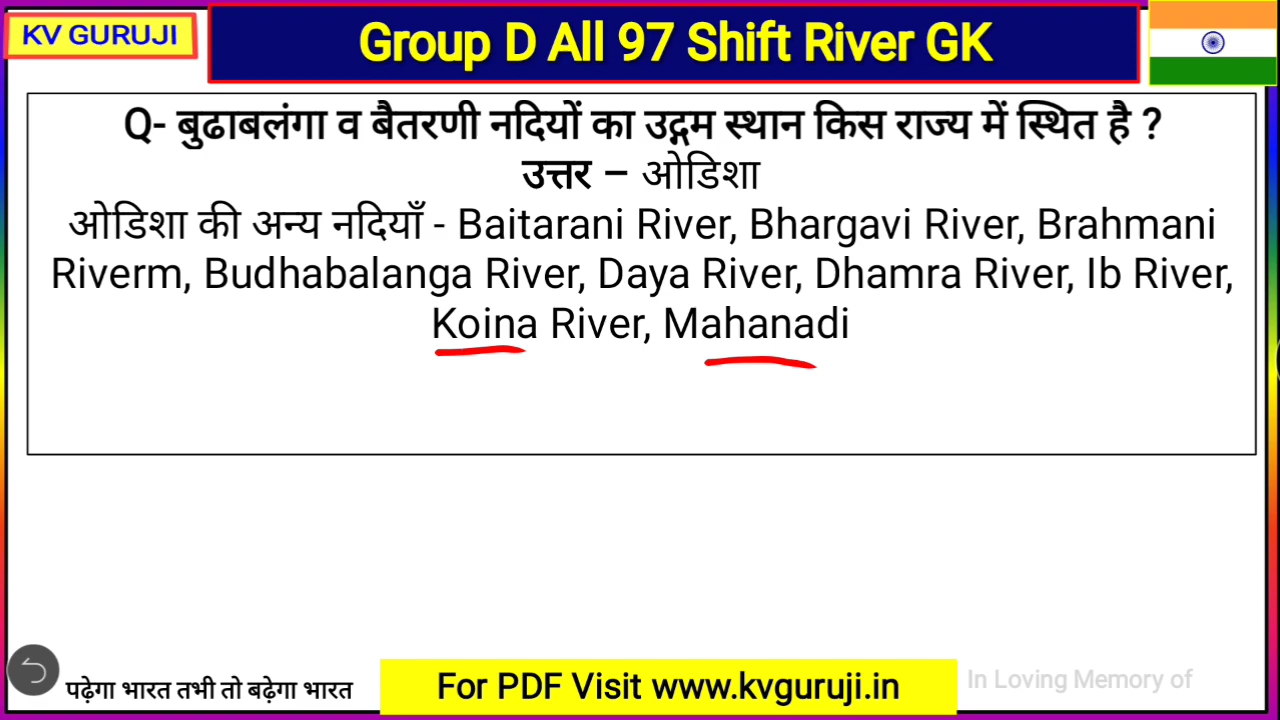 KV GURUJI
Group D All 97 Shift River GK
Q- बुढाबलंगा व बैतरणी नदियों का उद्गम स्थान किस राज्य में स्थित है ?
उत्तर – ओडिशा
ओडिशा की अन्य नदियाँ - Baitarani River, Bhargavi River, Brahmani
Riverm, Budhabalanga River, Daya River, Dhamra River, Ib River,
Koina River, Mahanadi
पढ़ेगा भारत तभी तो बढ़ेगा भारत
For PDF Visit www.kvguruji.in
In Loving Memory of